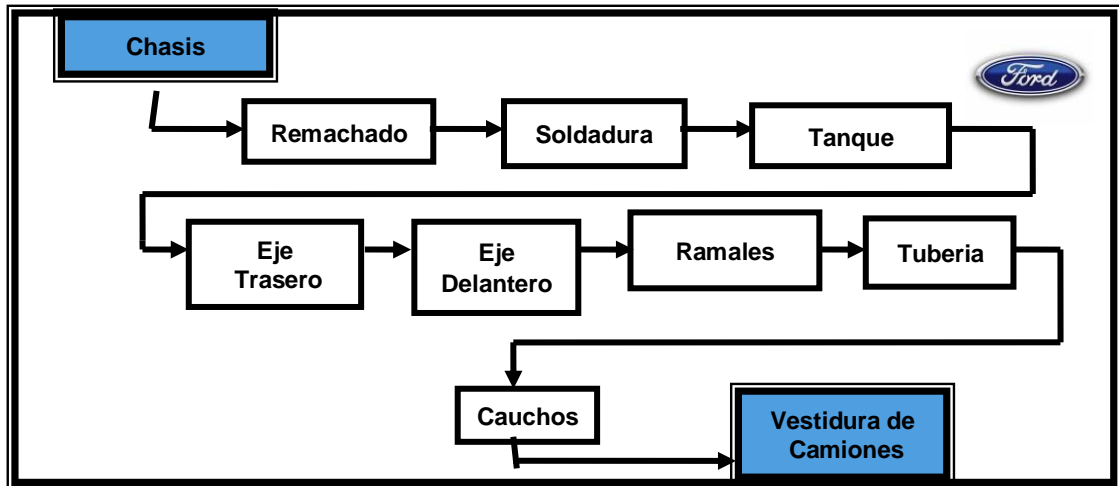 Chasis
Ford
Remachado
Soldadura
Tanque
Eje
Trasero
Eje
Delantero
Ramales
Tuberia
Cauchos
Vestidura de
Camiones